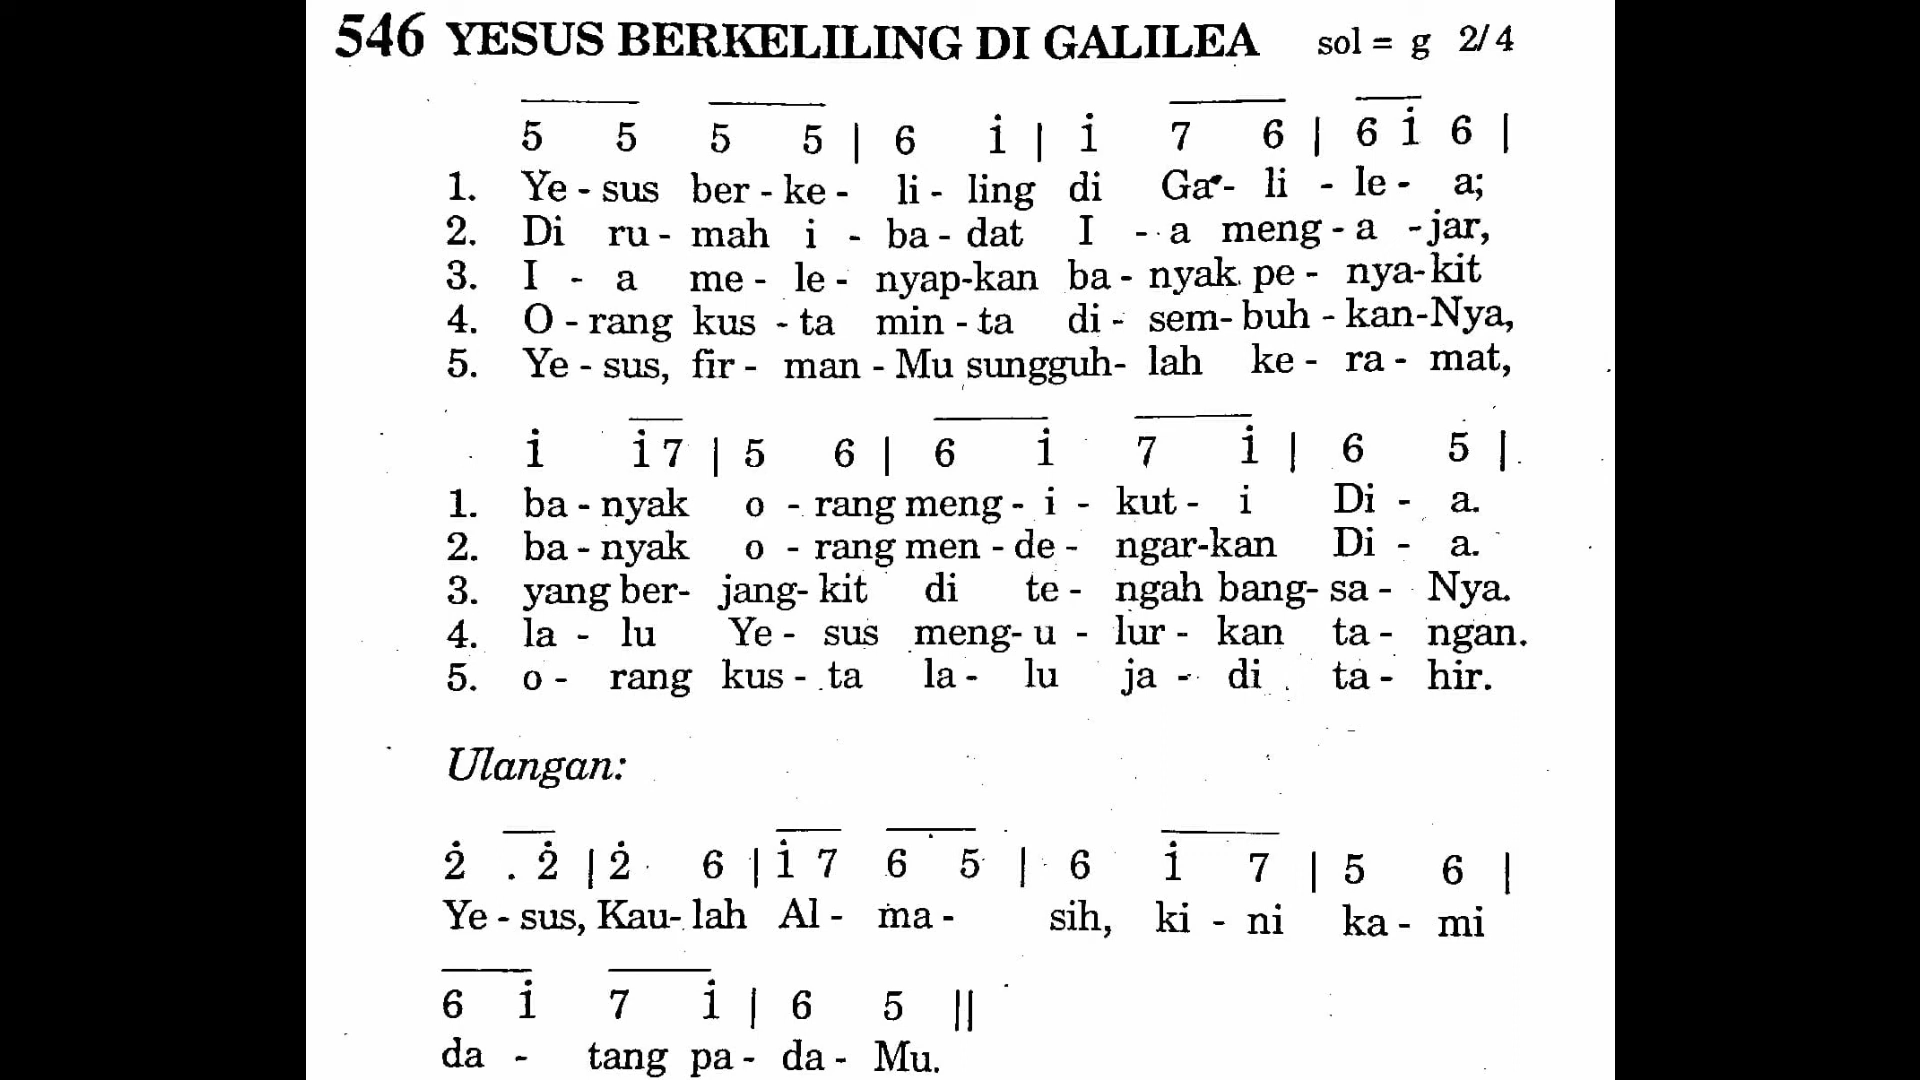 546 YESUS BERKELILING DI GALILEA sol = g 2/4
5 5 5 5 | 6 i | i 7 6 | 6 i 6 |
1. Ye - sus ber - ke - li - ling di Ga - li - le - a;
2. Di ru - mah i - ba - dat I - a meng - a - jar,
3. I - a me - le - nyap-kan ba - nyak pe - nya-kit
4. O - rang kus - ta min - ta di - sem- buh - kan-Nya,
5. Ye - sus, fir - man - Mu sungguh- lah ke - ra - mat,
i i 7 | 5 6 | 6 i 7 i | 6 5 |
1. ba - nyak o - rang meng - i - kut - i Di - a.
2. ba - nyak o - rang men - de - ngar-kan Di - a.
3. yang ber- jang- kit di te - ngah bang- sa - Nya.
4. la - lu Ye - sus meng- u - lur - kan ta - ngan.
5. o - rang kus - ta la - lu ja - di ta - hir.
Ulangan:
2̇ . 2̇ | 2̇ 6 | i 7 6 5 | 6 i 7 | 5 6 |
Ye - sus, Kau- lah Al - ma - sih, ki - ni ka - mi
6 i 7 i | 6 5 ||
da - tang pa - da - Mu.